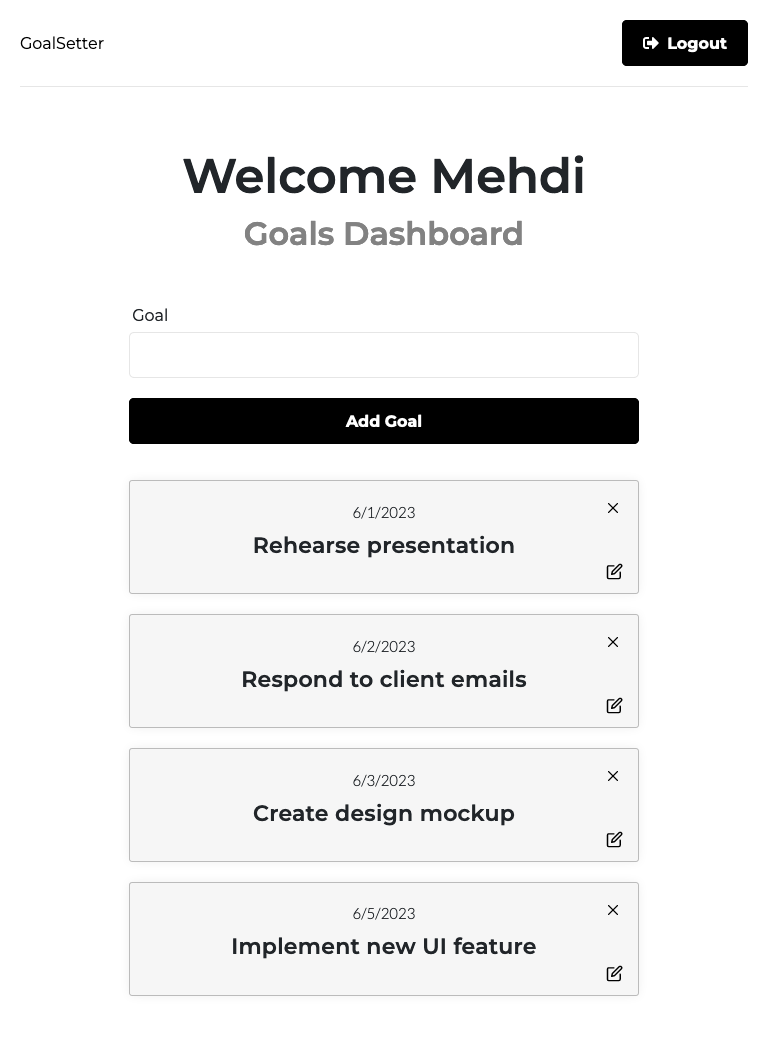 GoalSetter
Logout
Welcome Mehdi
Goals Dashboard
Goal
Add Goal
6/1/2023
Rehearse presentation
6/2/2023
Respond to client emails
6/3/2023
Create design mockup
6/5/2023
Implement new UI feature